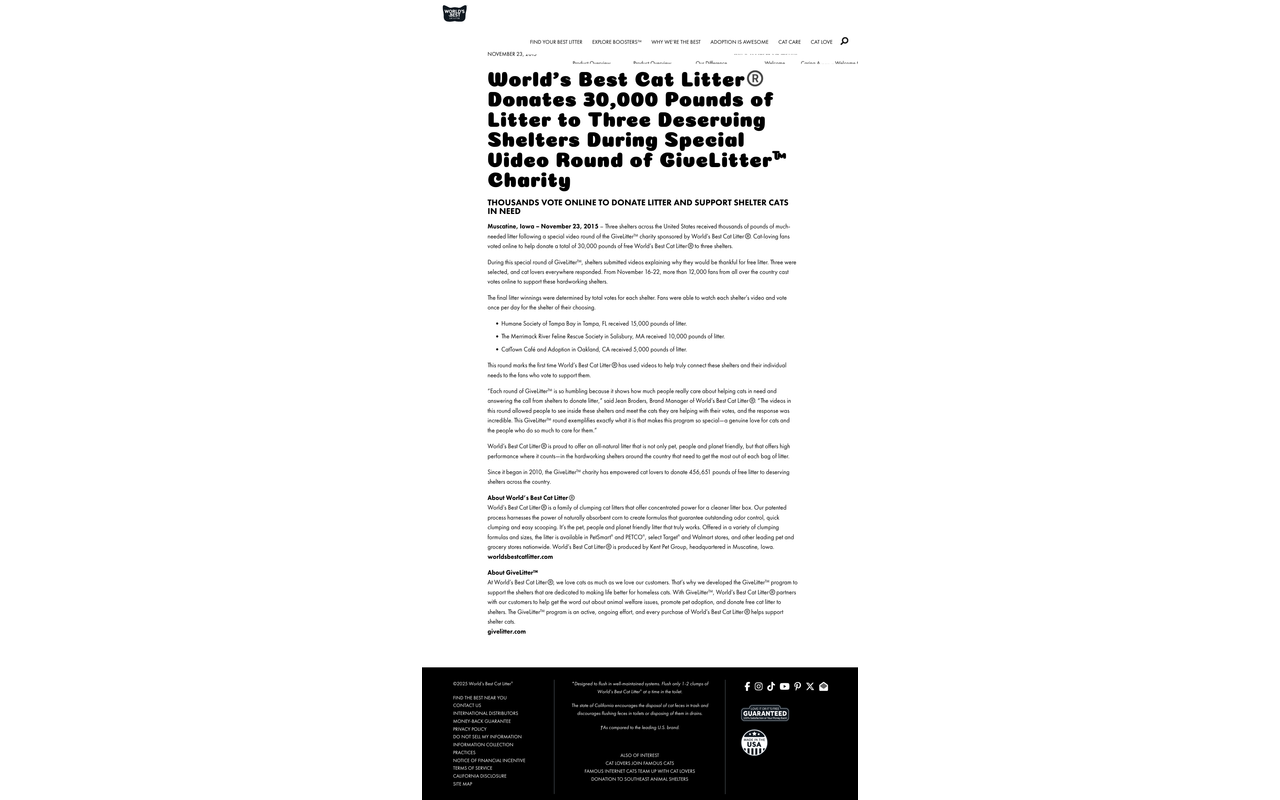 WORLD'S
BEST
FIND YOUR BEST LITTER EXPLORE BOOSTERS™ WHY WE'RE THE BEST ADOPTION IS AWESOME CAT CARE CAT LOVE
NOVEMBER 23,
Product Overview Product Overview Our Difference Welcome Caring A Welcome
World's Best Cat Litter®
Donates 30,000 Pounds of
Litter to Three Deserving
Shelters During Special
Video Round of GiveLitter™
Charity
THOUSANDS VOTE ONLINE TO DONATE LITTER AND SUPPORT SHELTER CATS
IN NEED
Muscatine, Iowa – November 23, 2015 – Three shelters across the United States received thousands of pounds of much-
needed litter following a special video round of the GiveLitter™ charity sponsored by World's Best Cat Litter®. Cat-loving fans
voted online to help donate a total of 30,000 pounds of free World's Best Cat Litter® to three shelters.
During this special round of GiveLitter™, shelters submitted videos explaining why they would be thankful for free litter. Three were
selected, and cat lovers everywhere responded. From November 16-22, more than 12,000 fans from all over the country cast
votes online to support these hardworking shelters.
The final litter winnings were determined by total votes for each shelter. Fans were able to watch each shelter's video and vote
once per day for the shelter of their choosing.
• Humane Society of Tampa Bay in Tampa, FL received 15,000 pounds of litter.
• The Merrimack River Feline Rescue Society in Salisbury, MA received 10,000 pounds of litter.
• CatTown Café and Adoption in Oakland, CA received 5,000 pounds of litter.
This round marks the first time World's Best Cat Litter® has used videos to help truly connect these shelters and their individual
needs to the fans who vote to support them.
"Each round of GiveLitter™ is so humbling because it shows how much people really care about helping cats in need and
answering the call from shelters to donate litter," said Jean Broders, Brand Manager of World's Best Cat Litter®. "The videos in
this round allowed people to see inside these shelters and meet the cats they are helping with their votes, and the response was
incredible. This GiveLitter™ round exemplifies exactly what it is that makes this program so special—a genuine love for cats and
the people who do so much to care for them."
World's Best Cat Litter® is proud to offer an all-natural litter that is not only pet, people and planet friendly, but that offers high
performance where it counts—in the hardworking shelters around the country that need to get the most out of each bag of litter.
Since it began in 2010, the GiveLitter™ charity has empowered cat lovers to donate 456,651 pounds of free litter to deserving
shelters across the country.
About World's Best Cat Litter®
World's Best Cat Litter® is a family of clumping cat litters that offer concentrated power for a cleaner litter box. Our patented
process harnesses the power of naturally absorbent corn to create formulas that guarantee outstanding odor control, quick
clumping and easy scooping. It's the pet, people and planet friendly litter that truly works. Offered in a variety of clumping
formulas and sizes, the litter is available in PetSmart® and PETCO®, select Target® and Walmart stores, and other leading pet and
grocery stores nationwide. World's Best Cat Litter® is produced by Kent Pet Group, headquartered in Muscatine, Iowa.
worldsbestcatlitter.com
About GiveLitter™
At World's Best Cat Litter®, we love cats as much as we love our customers. That's why we developed the GiveLitter™ program to
support the shelters that are dedicated to making life better for homeless cats. With GiveLitter™, World's Best Cat Litter® partners
with our customers to help get the word out about animal welfare issues, promote pet adoption, and donate free cat litter to
shelters. The GiveLitter™ program is an active, ongoing effort, and every purchase of World's Best Cat Litter® helps support
shelter cats.
givelitter.com
©2025 World's Best Cat Litter®
FIND THE BEST NEAR YOU
CONTACT US
INTERNATIONAL DISTRIBUTORS
MONEY-BACK GUARANTEE
PRIVACY POLICY
DO NOT SELL MY INFORMATION
INFORMATION COLLECTION
PRACTICES
NOTICE OF FINANCIAL INCENTIVE
TERMS OF SERVICE
CALIFORNIA DISCLOSURE
SITE MAP
*Designed to flush in well-maintained systems. Flush only 1-2 clumps of
World's Best Cat Litter® at a time in the toilet.
The state of California encourages the disposal of cat feces in trash and
discourages flushing feces in toilets or disposing of them in drains.
†As compared to the leading U.S. brand.
ALSO OF INTEREST
CAT LOVERS JOIN FAMOUS CATS
FAMOUS INTERNET CATS TEAM UP WITH CAT LOVERS
DONATION TO SOUTHEAST ANIMAL SHELTERS
GUARANTEED
MADE IN THE
USA